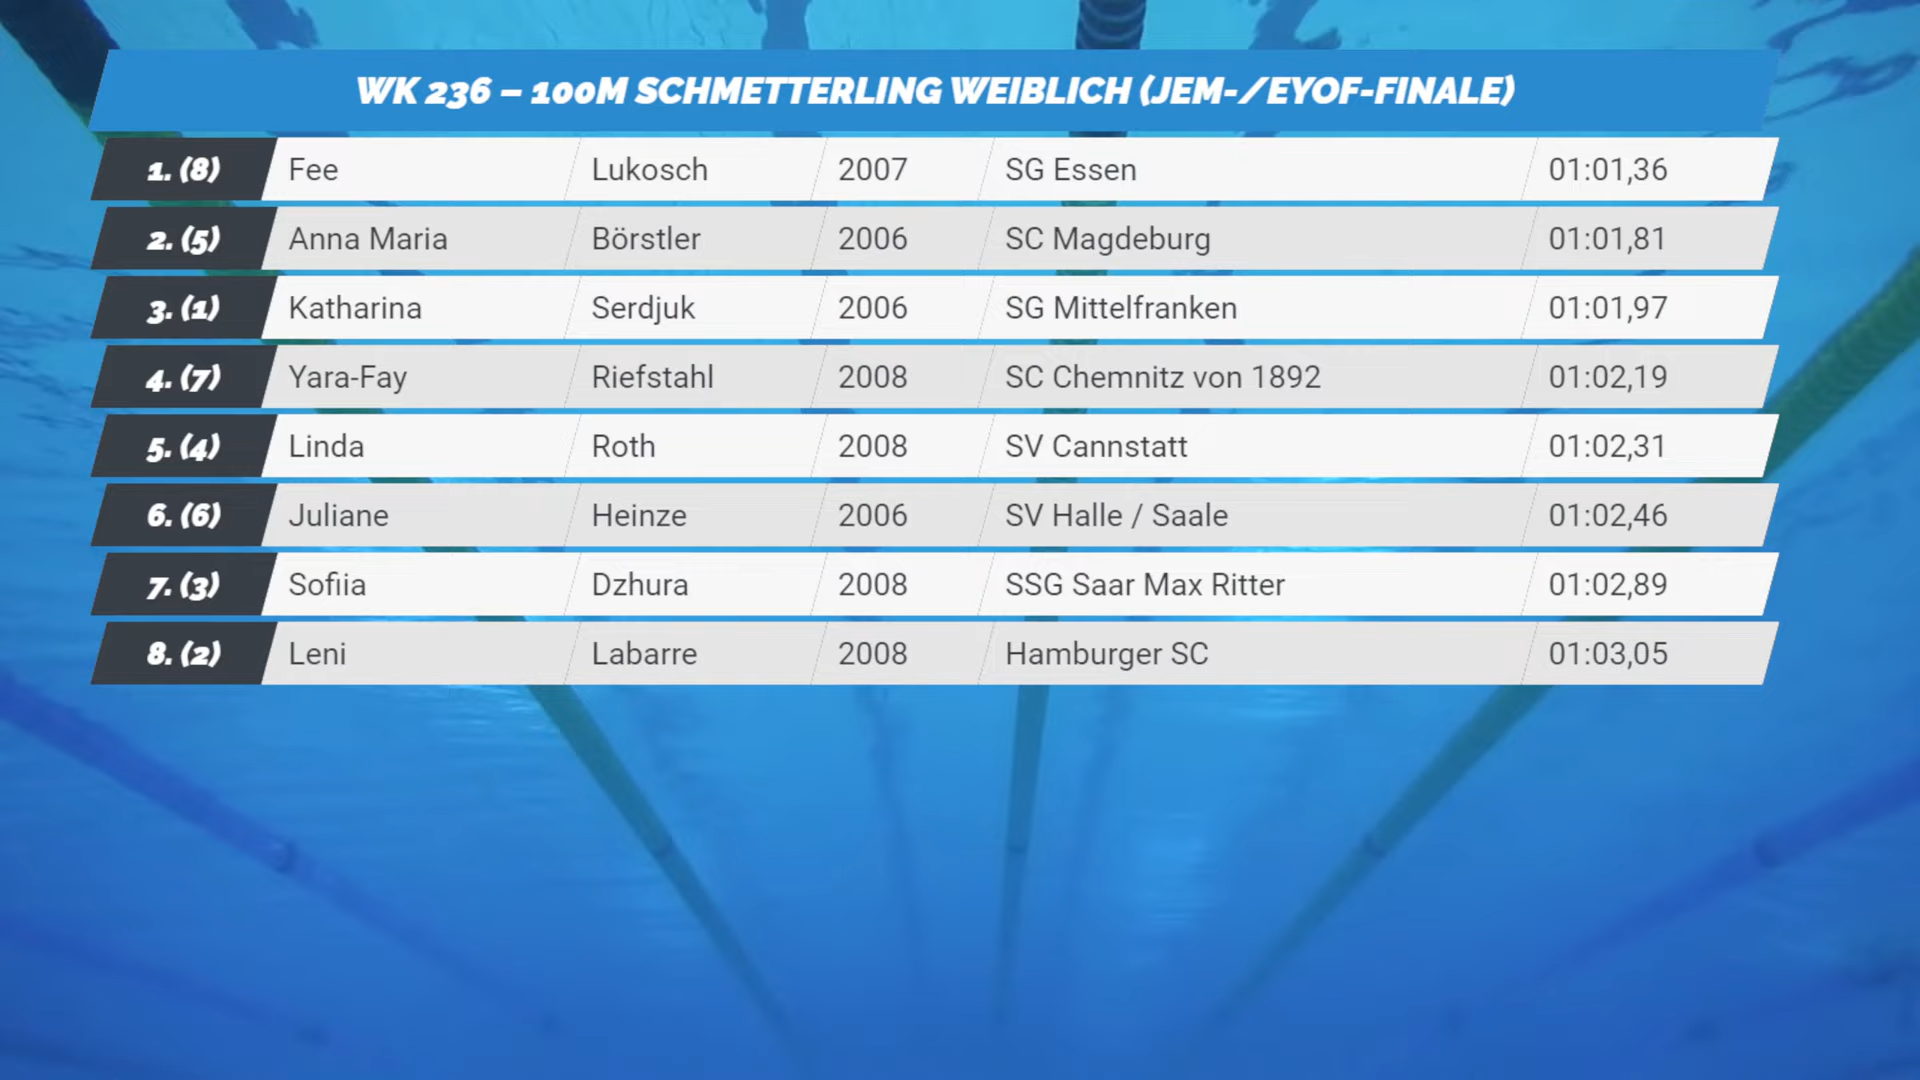 WK 236 – 100M SCHMETTERLING WEIBLICH (JEM-/EYOF-FINALE)
1. (8) Fee Lukosch 2007 SG Essen 01:01,36
2. (5) Anna Maria Börstler 2006 SC Magdeburg 01:01,81
3. (1) Katharina Serdjuk 2006 SG Mittelfranken 01:01,97
4. (7) Yara-Fay Riefstahl 2008 SC Chemnitz von 1892 01:02,19
5. (4) Linda Roth 2008 SV Cannstatt 01:02,31
6. (6) Juliane Heinze 2006 SV Halle / Saale 01:02,46
7. (3) Sofiia Dzhura 2008 SSG Saar Max Ritter 01:02,89
8. (2) Leni Labarre 2008 Hamburger SC 01:03,05